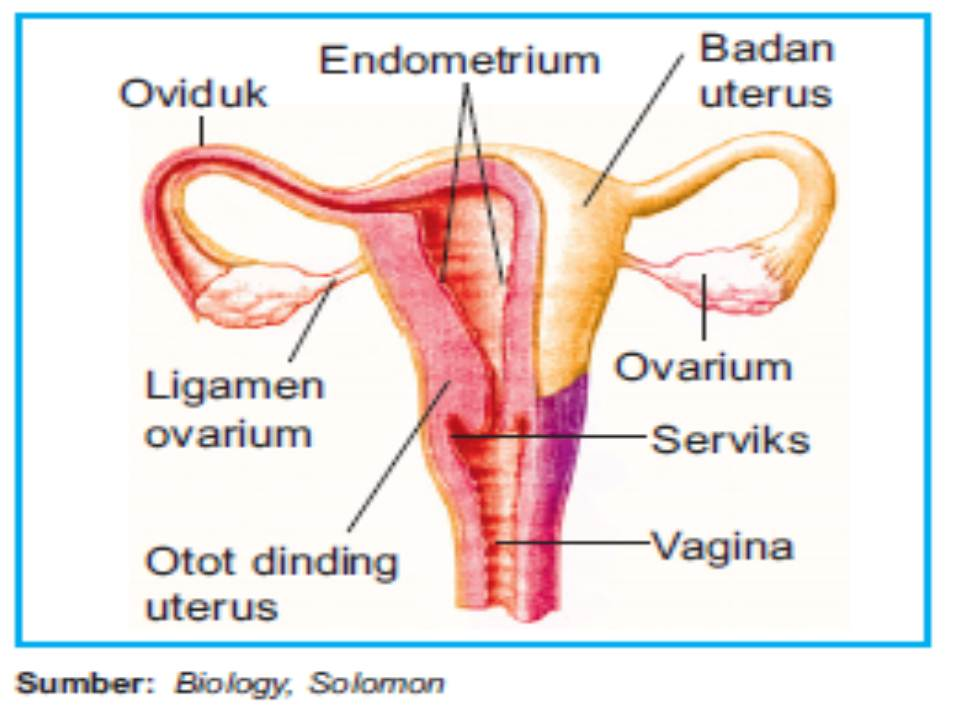 Endometrium
Badan
uterus
Oviduk
Ligamen
ovarium
Ovarium
Serviks
Otot dinding
uterus
Vagina
Sumber: Biology, Solomon